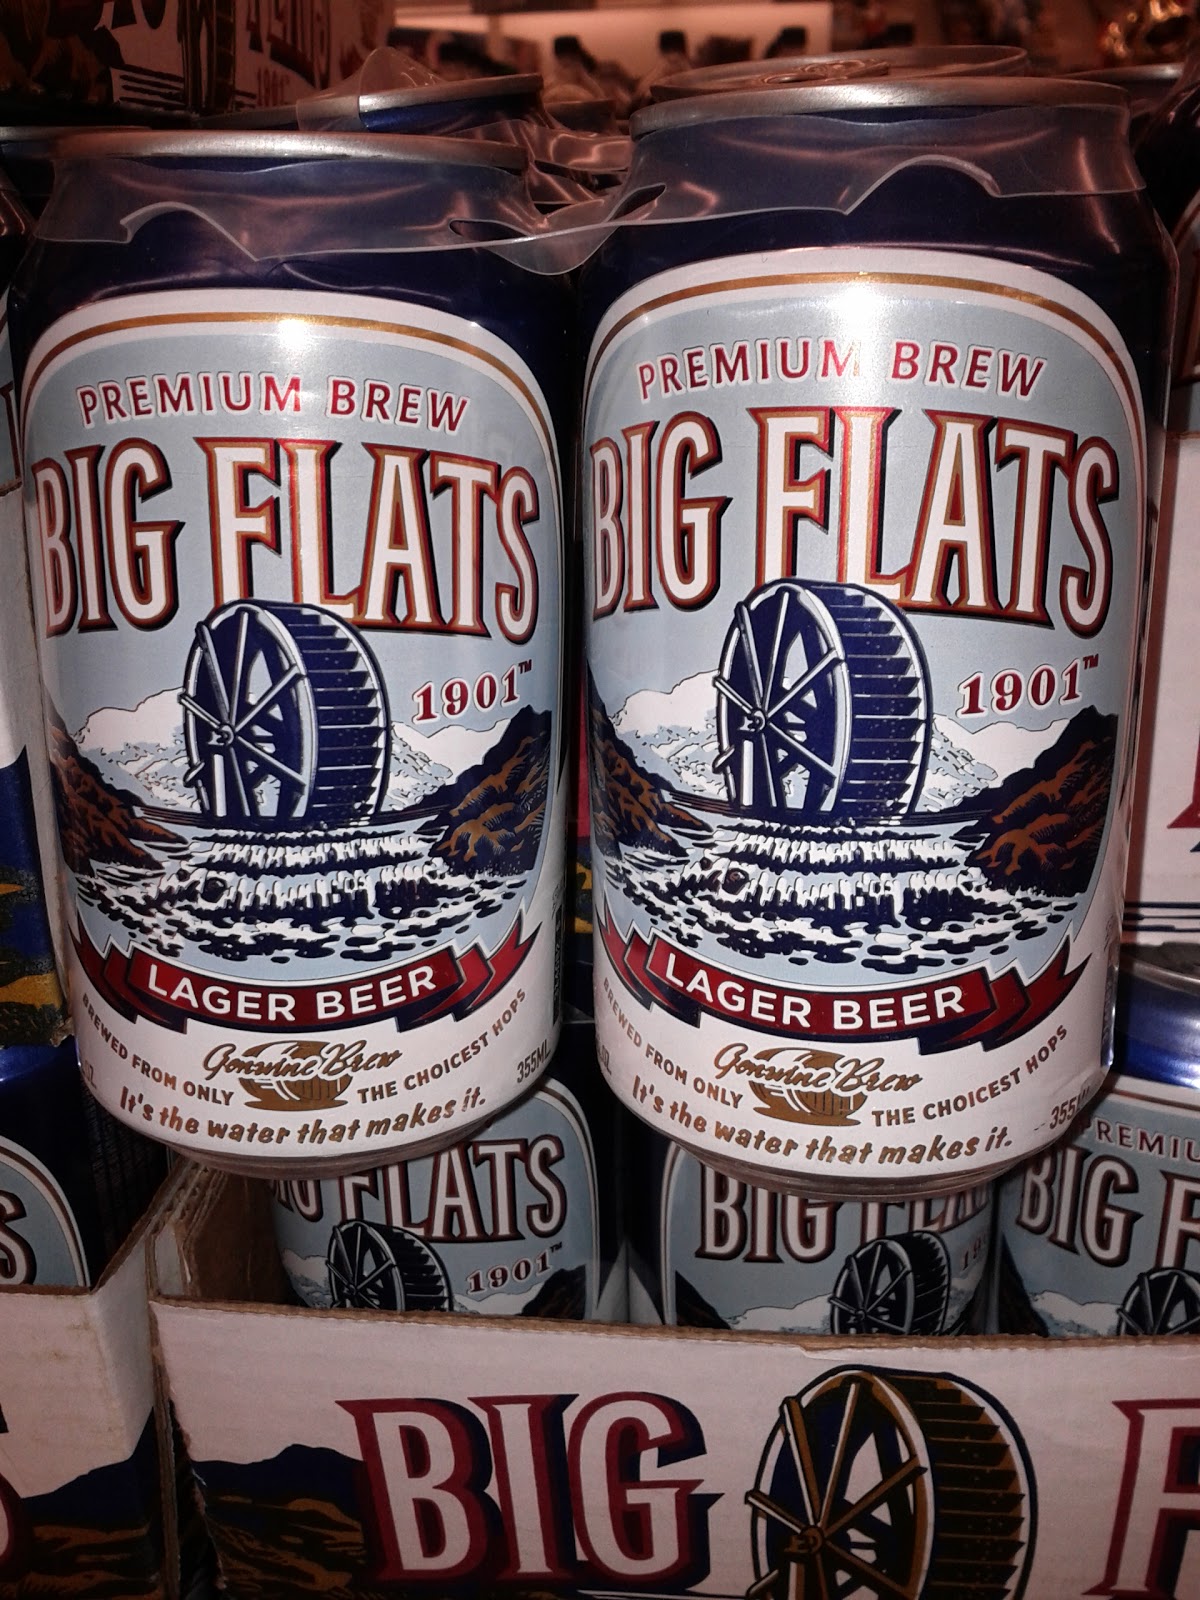 PREMIUM BREW
BIG FLATS
1901™
LAGER BEER
BREWED FROM ONLY
Genuine Brew
THE CHOICEST HOPS
355ML
It's the water that makes it.
PREMIUM BREW
BIG FLATS
1901™
LAGER BEER
BREWED FROM ONLY
Genuine Brew
THE CHOICEST HOPS
355ML
It's the water that makes it.
FLATS
1901™
BIG
PREMIU
BIG F
BIG
F